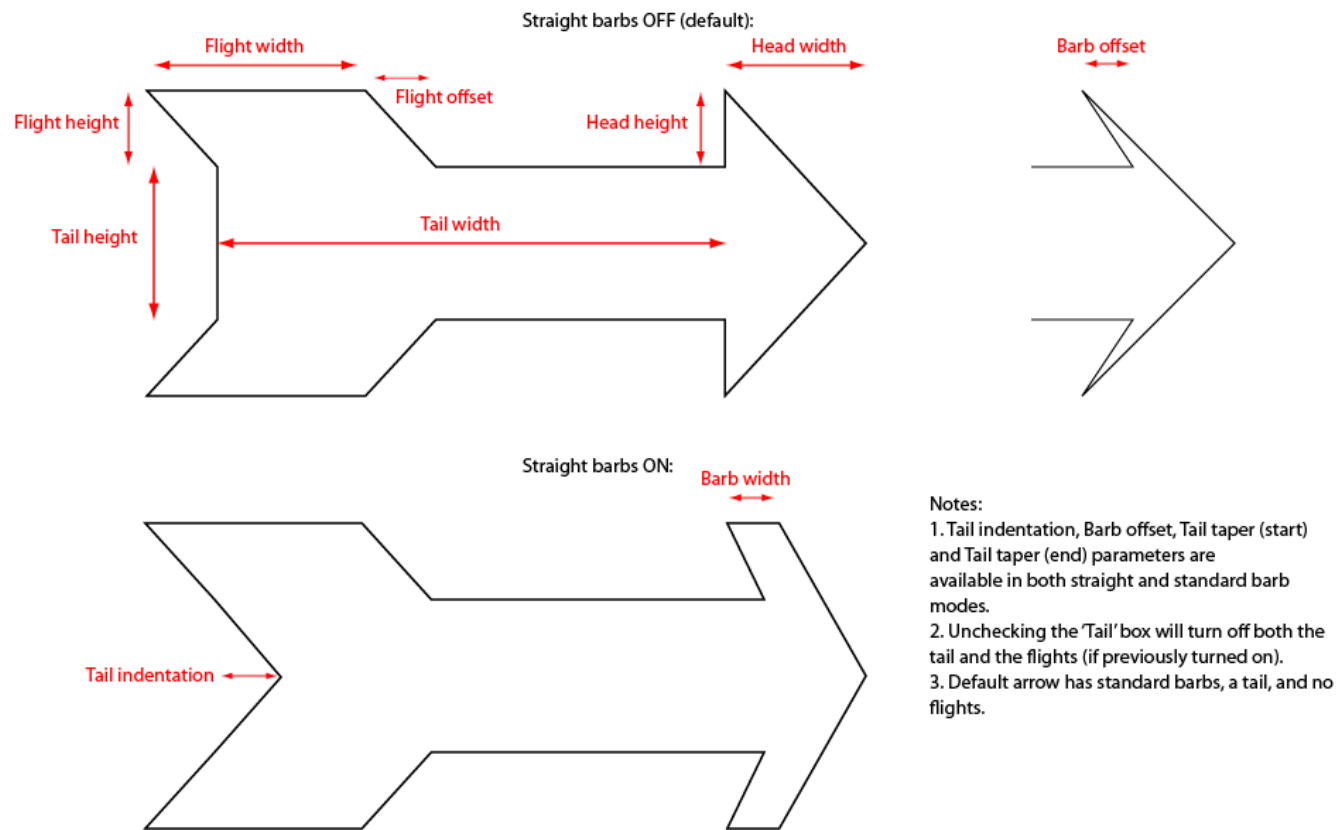 Straight barbs OFF (default):
Flight width
Head width
Barb offset
Flight offset
Flight height
Head height
Tail width
Tail height
Straight barbs ON:
Barb width
Notes:
1. Tail indentation, Barb offset, Tail taper (start)
and Tail taper (end) parameters are
available in both straight and standard barb
modes.
2. Unchecking the ‘Tail’ box will turn off both the
tail and the flights (if previously turned on).
3. Default arrow has standard barbs, a tail, and no
flights.
Tail indentation